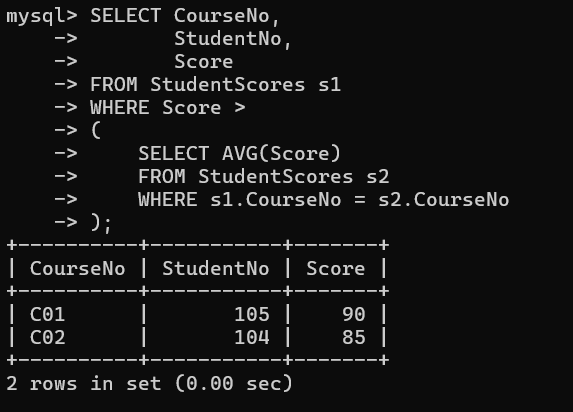 mysql> SELECT CourseNo,
    ->        StudentNo,
    ->        Score
    -> FROM StudentScores s1
    -> WHERE Score >
    -> (
    ->     SELECT AVG(Score)
    ->     FROM StudentScores s2
    ->     WHERE s1.CourseNo = s2.CourseNo
    -> );
+----------+-----------+-------+
| CourseNo | StudentNo | Score |
+----------+-----------+-------+
| C01      |       105 |    90 |
| C02      |       104 |    85 |
+----------+-----------+-------+
2 rows in set (0.00 sec)